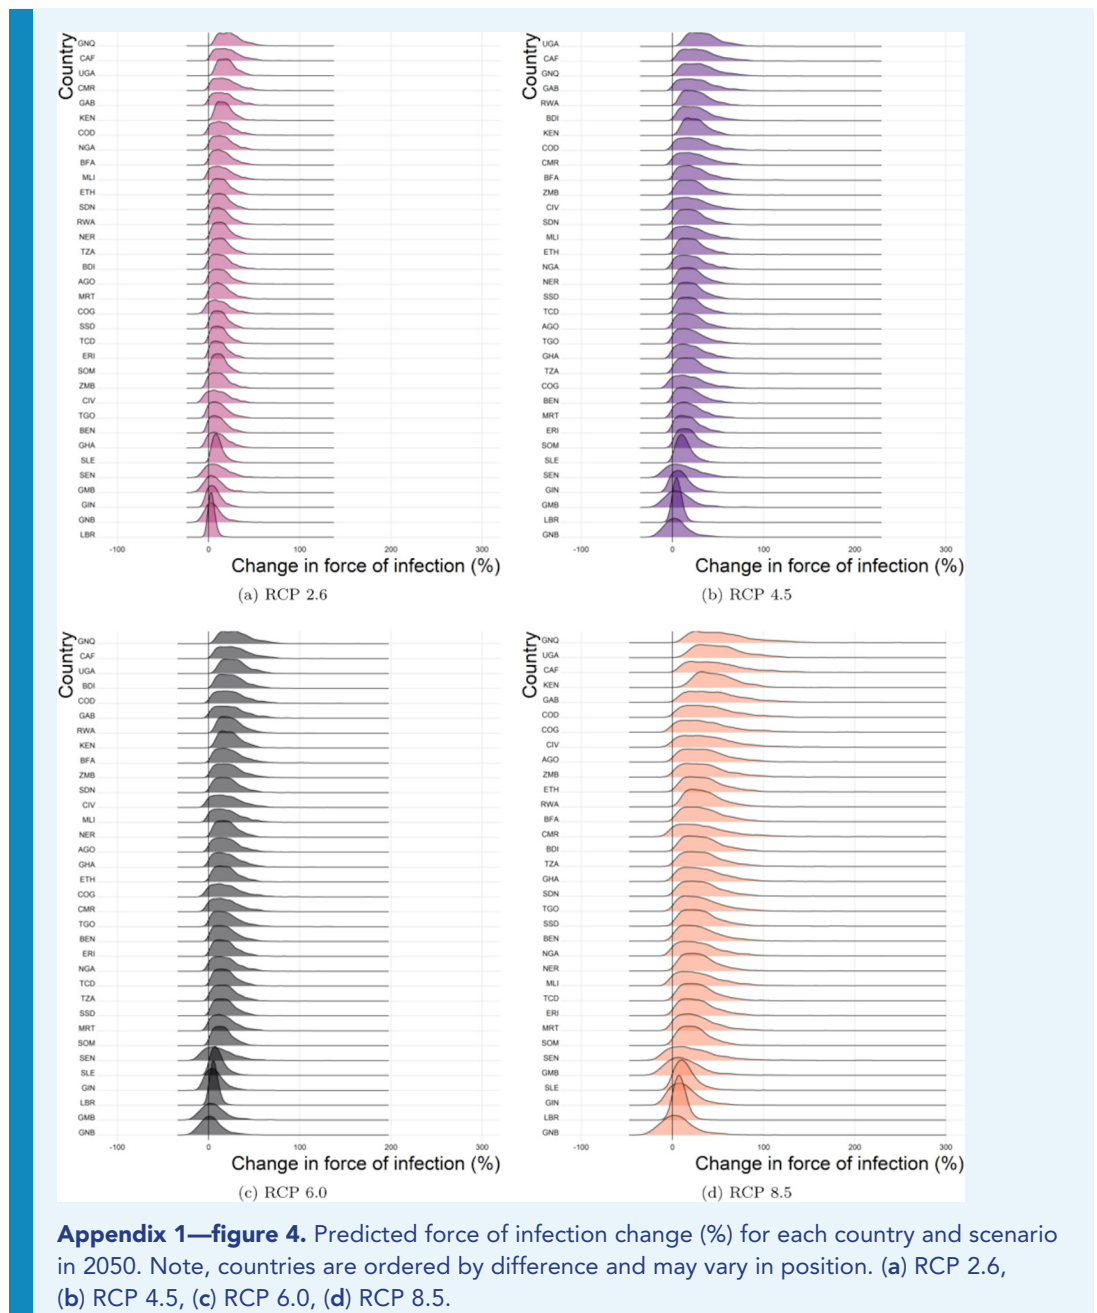 Country
GNQ
CAF
UGA
CMR
GAB
KEN
COD
NGA
BFA
MLI
ETH
SDN
RWA
NER
TZA
BDI
AGO
MRT
COG
SSD
TCD
ERI
SOM
ZMB
CIV
TGO
BEN
GHA
SLE
SEN
GMB
GIN
GNB
LBR
-100 0 100 200 300
Change in force of infection (%)
(a) RCP 2.6
Country
UGA
CAF
GNQ
GAB
RWA
BDI
KEN
COD
CMR
BFA
ZMB
CIV
SDN
MLI
ETH
NGA
NER
SSD
TCD
AGO
TGO
GHA
TZA
COG
BEN
MRT
ERI
SOM
SLE
SEN
GIN
GMB
LBR
GNB
-100 0 100 200 300
Change in force of infection (%)
(b) RCP 4.5
Country
GNQ
CAF
UGA
BDI
COD
GAB
RWA
KEN
BFA
ZMB
SDN
CIV
MLI
NER
AGO
GHA
ETH
COG
CMR
TGO
BEN
ERI
NGA
TCD
TZA
SSD
MRT
SOM
SEN
SLE
GIN
LBR
GMB
GNB
-100 0 100 200 300
Change in force of infection (%)
(c) RCP 6.0
Country
GNQ
UGA
CAF
KEN
GAB
COD
COG
CIV
AGO
ZMB
ETH
RWA
BFA
CMR
BDI
TZA
GHA
SDN
TGO
SSD
BEN
NGA
NER
MLI
TCD
ERI
MRT
SOM
SEN
GMB
SLE
GIN
LBR
GNB
-100 0 100 200 300
Change in force of infection (%)
(d) RCP 8.5
Appendix 1—figure 4. Predicted force of infection change (%) for each country and scenario
in 2050. Note, countries are ordered by difference and may vary in position. (a) RCP 2.6,
(b) RCP 4.5, (c) RCP 6.0, (d) RCP 8.5.